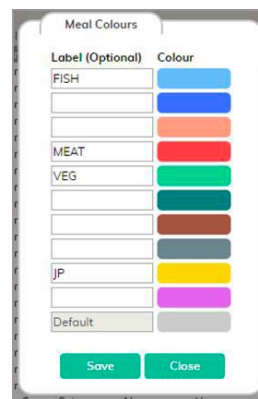 Meal Colours
Label (Optional) Colour
FISH
MEAT
VEG
JP
Default
Save Close